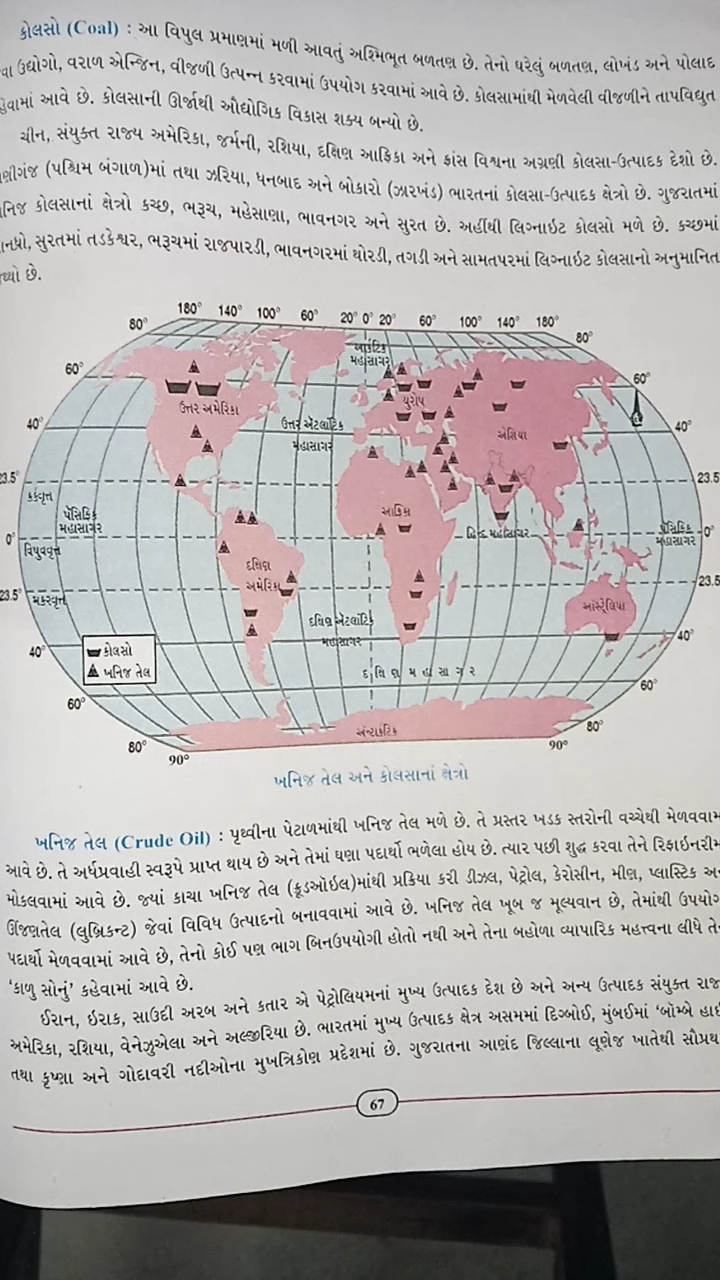 કોલસો (Coal) : આ વિપુલ પ્રમાણમાં મળી આવતું અશ્મિભૂત બળતણ છે. તેનો ઘરેલું બળતણ, લોખંડ અને પોલાદ
વા ઉદ્યોગો, વરાળ એન્જિન, વીજળી ઉત્પન્ન કરવામાં ઉપયોગ કરવામાં આવે છે. કોલસામાંથી મેળવેલી વીજળીને તાપવિદ્યુત
હેવામાં આવે છે. કોલસાની ઊર્જાથી ઔદ્યોગિક વિકાસ શક્ય બન્યો છે.
ચીન, સંયુક્ત રાજ્ય અમેરિકા, જર્મની, રશિયા, દક્ષિણ આફ્રિકા અને ફ્રાંસ વિશ્વના અગ્રણી કોલસા-ઉત્પાદક દેશો છે.
ણીગંજ (પશ્ચિમ બંગાળ)માં તથા ઝરિયા, ધનબાદ અને બોકારો (ઝારખંડ) ભારતનાં કોલસા-ઉત્પાદક ક્ષેત્રો છે. ગુજરાતમાં
નિજ કોલસાનાં ક્ષેત્રો કચ્છ, ભરૂચ, મહેસાણા, ભાવનગર અને સુરત છે. અહીંથી લિગ્નાઇટ કોલસો મળે છે. કચ્છમાં
ાનધ્રો, સુરતમાં તડકેશ્વર, ભરૂચમાં રાજપારડી, ભાવનગરમાં થોરડી, તગડી અને સામતપરમાં લિગ્નાઇટ કોલસાનો અનુમાનિત
થ્થો છે.
180° 140° 100° 60° 20° 0° 20° 60° 100° 140° 180°
80° 80°
આર્કટિક
મહાસાગર
60° 60°
યુરોપ
ઉત્તર અમેરિકા
ઉત્તર ઍટલાંટિક
મહાસાગર
એશિયા
40° 40°
23.5° 23.5
કર્કવૃત્ત
પૅસિફિક
મહાસાગર
આફ્રિકા
હિન્દ મહાસાગર
પૅસિફિક
મહાસાગર
0° 0°
વિષુવવૃત્ત
દક્ષિણ
અમેરિકા
23.5° 23.5
મકરવૃત્ત
દક્ષિણ ઍટલાંટિક
મહાસાગર
ઑસ્ટ્રેલિયા
40° 40°
કોલસો
ખનિજ તેલ
દક્ષિણ મહાસાગર
60° 60°
એન્ટાર્કટિક
80° 80°
90° 90°
ખનિજ તેલ અને કોલસાનાં ક્ષેત્રો
ખનિજ તેલ (Crude Oil) : પૃથ્વીના પેટાળમાંથી ખનિજ તેલ મળે છે. તે પ્રસ્તર ખડક સ્તરોની વચ્ચેથી મેળવવામ
આવે છે. તે અર્ધપ્રવાહી સ્વરૂપે પ્રાપ્ત થાય છે અને તેમાં ઘણા પદાર્થો ભળેલા હોય છે. ત્યાર પછી શુદ્ધ કરવા તેને રિફાઇનરીમ
મોકલવામાં આવે છે. જ્યાં કાચા ખનિજ તેલ (ક્રૂડઑઇલ)માંથી પ્રક્રિયા કરી ડીઝલ, પેટ્રોલ, કેરોસીન, મીણ, પ્લાસ્ટિક અ
ઊંજણતેલ (લુબ્રિકન્ટ) જેવાં વિવિધ ઉત્પાદનો બનાવવામાં આવે છે. ખનિજ તેલ ખૂબ જ મૂલ્યવાન છે, તેમાંથી ઉપયોગ
પદાર્થો મેળવવામાં આવે છે, તેનો કોઈ પણ ભાગ બિનઉપયોગી હોતો નથી અને તેના બહોળા વ્યાપારિક મહત્ત્વના લીધે તે
'કાળુ સોનું' કહેવામાં આવે છે.
ઈરાન, ઇરાક, સાઉદી અરબ અને કતાર એ પેટ્રોલિયમનાં મુખ્ય ઉત્પાદક દેશ છે અને અન્ય ઉત્પાદક સંયુક્ત રાજ
અમેરિકા, રશિયા, વેનેઝુએલા અને અલ્જીરિયા છે. ભારતમાં મુખ્ય ઉત્પાદક ક્ષેત્ર અસમમાં દિગ્બોઈ, મુંબઈમાં 'બૉમ્બે હાઈ
તથા કૃષ્ણા અને ગોદાવરી નદીઓના મુખત્રિકોણ પ્રદેશમાં છે. ગુજરાતના આણંદ જિલ્લાના લૂણેજ ખાતેથી સૌપ્રથ
67